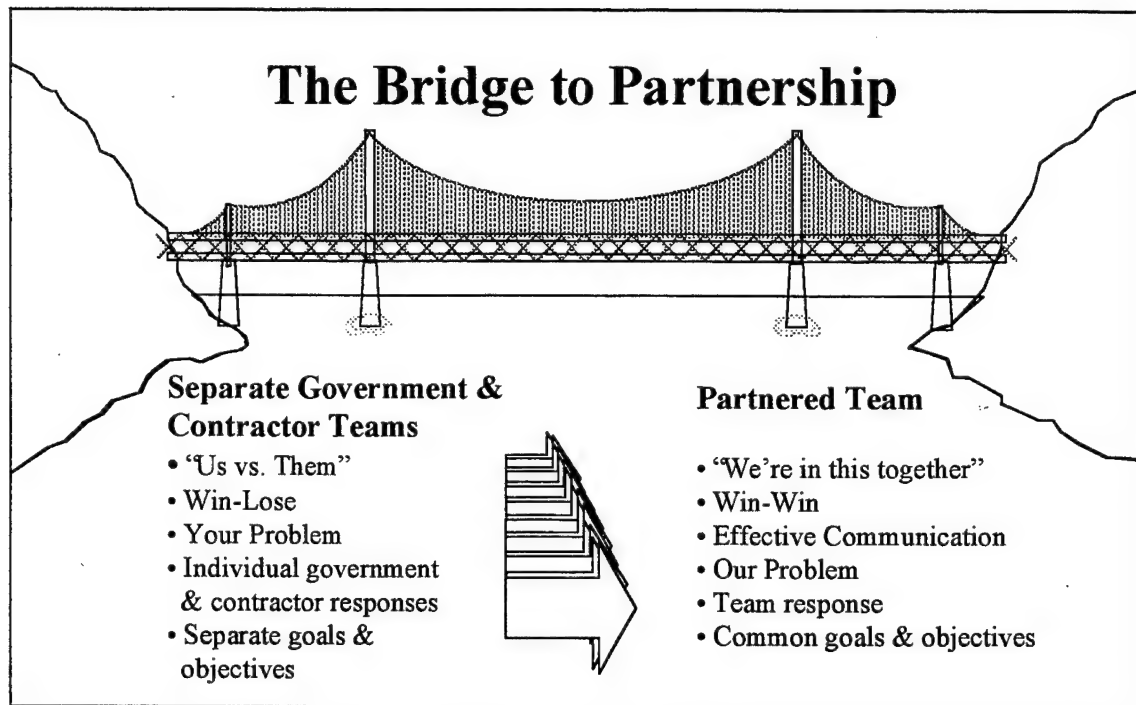 The Bridge to Partnership
Separate Government &
Contractor Teams
• “Us vs. Them”
• Win-Lose
• Your Problem
• Individual government
& contractor responses
• Separate goals &
objectives
Partnered Team
• “We’re in this together”
• Win-Win
• Effective Communication
• Our Problem
• Team response
• Common goals & objectives